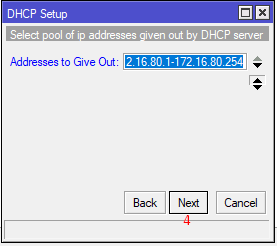 DHCP Setup
Select pool of ip addresses given out by DHCP server
Addresses to Give Out: 2.16.80.1-172.16.80.254
Back Next Cancel
4